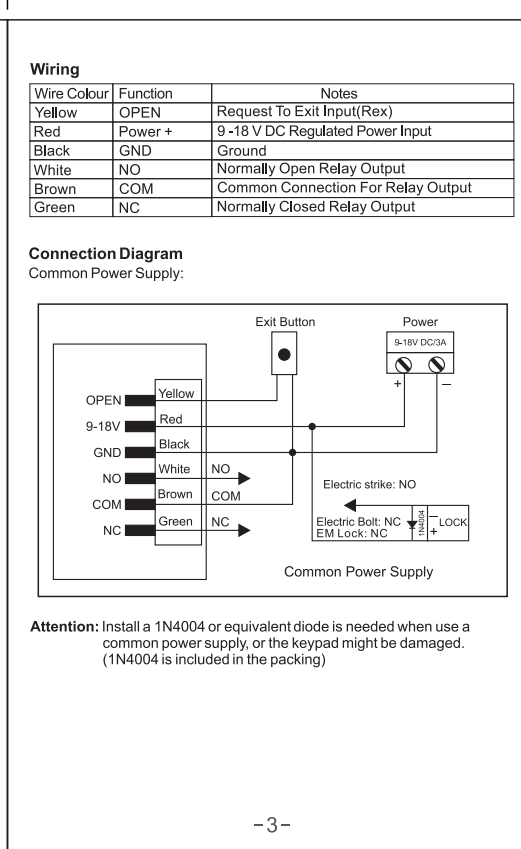 Wiring
Wire Colour Function Notes
Yellow OPEN Request To Exit Input(Rex)
Red Power + 9 -18 V DC Regulated Power Input
Black GND Ground
White NO Normally Open Relay Output
Brown COM Common Connection For Relay Output
Green NC Normally Closed Relay Output
Connection Diagram
Common Power Supply:
Exit Button Power
9-18V DC/3A
+ —
OPEN Yellow
9-18V Red
GND Black
NO White NO
COM Brown COM
NC Green NC
Electric strike: NO
Electric Bolt: NC
EM Lock: NC
1N4004
— LOCK
+
Common Power Supply
Attention: Install a 1N4004 or equivalent diode is needed when use a
common power supply, or the keypad might be damaged.
(1N4004 is included in the packing)
-3-